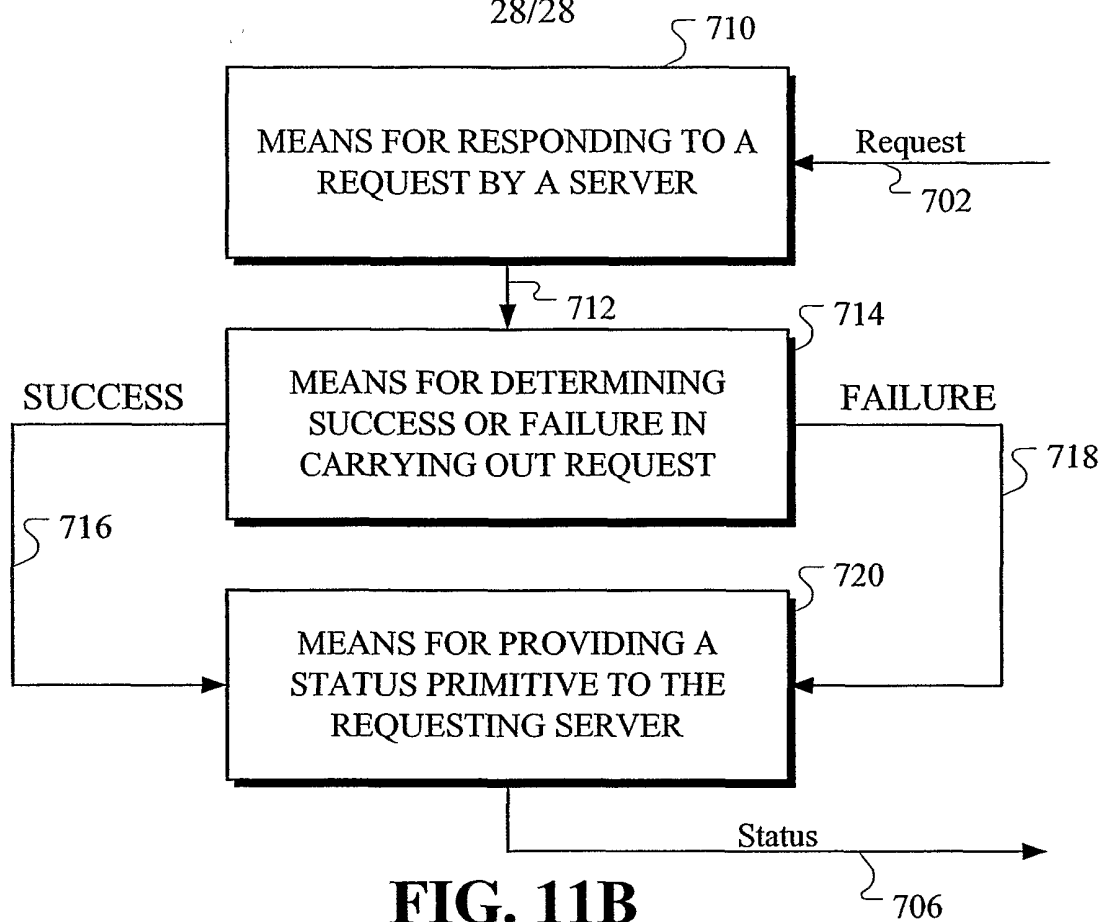 28/28
710
MEANS FOR RESPONDING TO A
REQUEST BY A SERVER
Request
702
712
714
MEANS FOR DETERMINING
SUCCESS OR FAILURE IN
CARRYING OUT REQUEST
SUCCESS
FAILURE
716
718
720
MEANS FOR PROVIDING A
STATUS PRIMITIVE TO THE
REQUESTING SERVER
Status
706
FIG. 11B